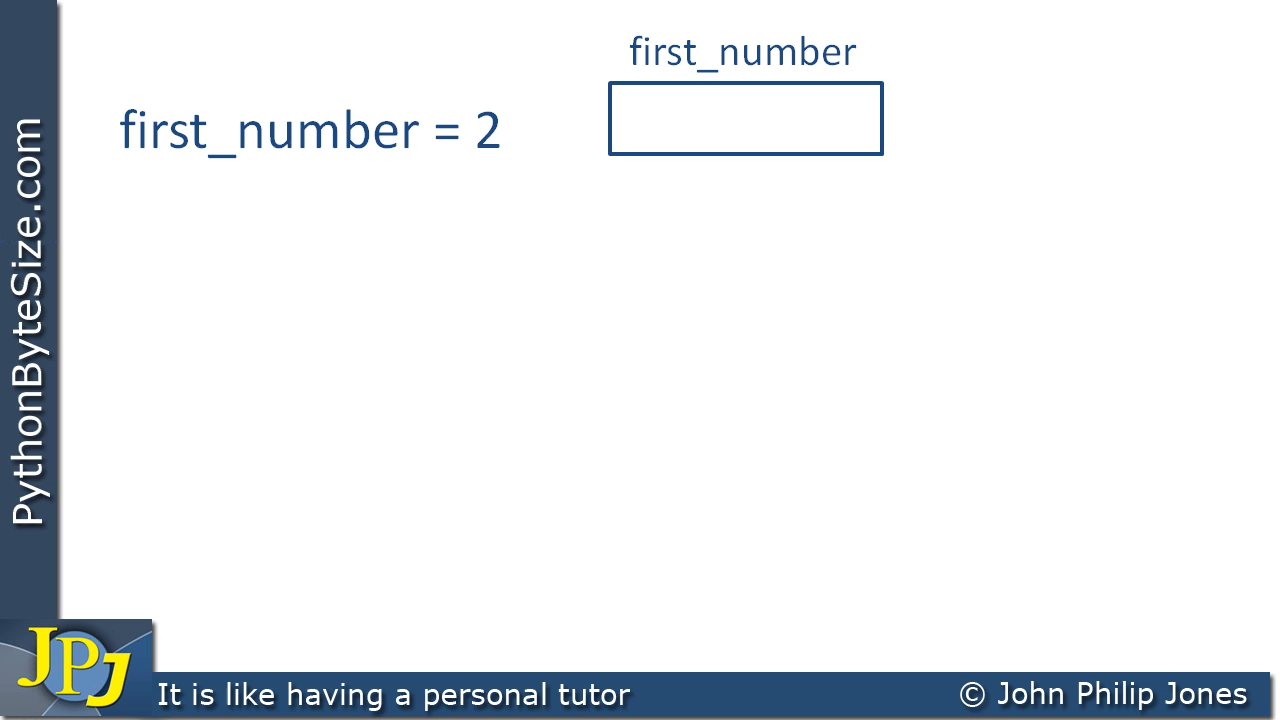 first_number
first_number = 2
PythonByteSize.com
JPJ
It is like having a personal tutor
© John Philip Jones